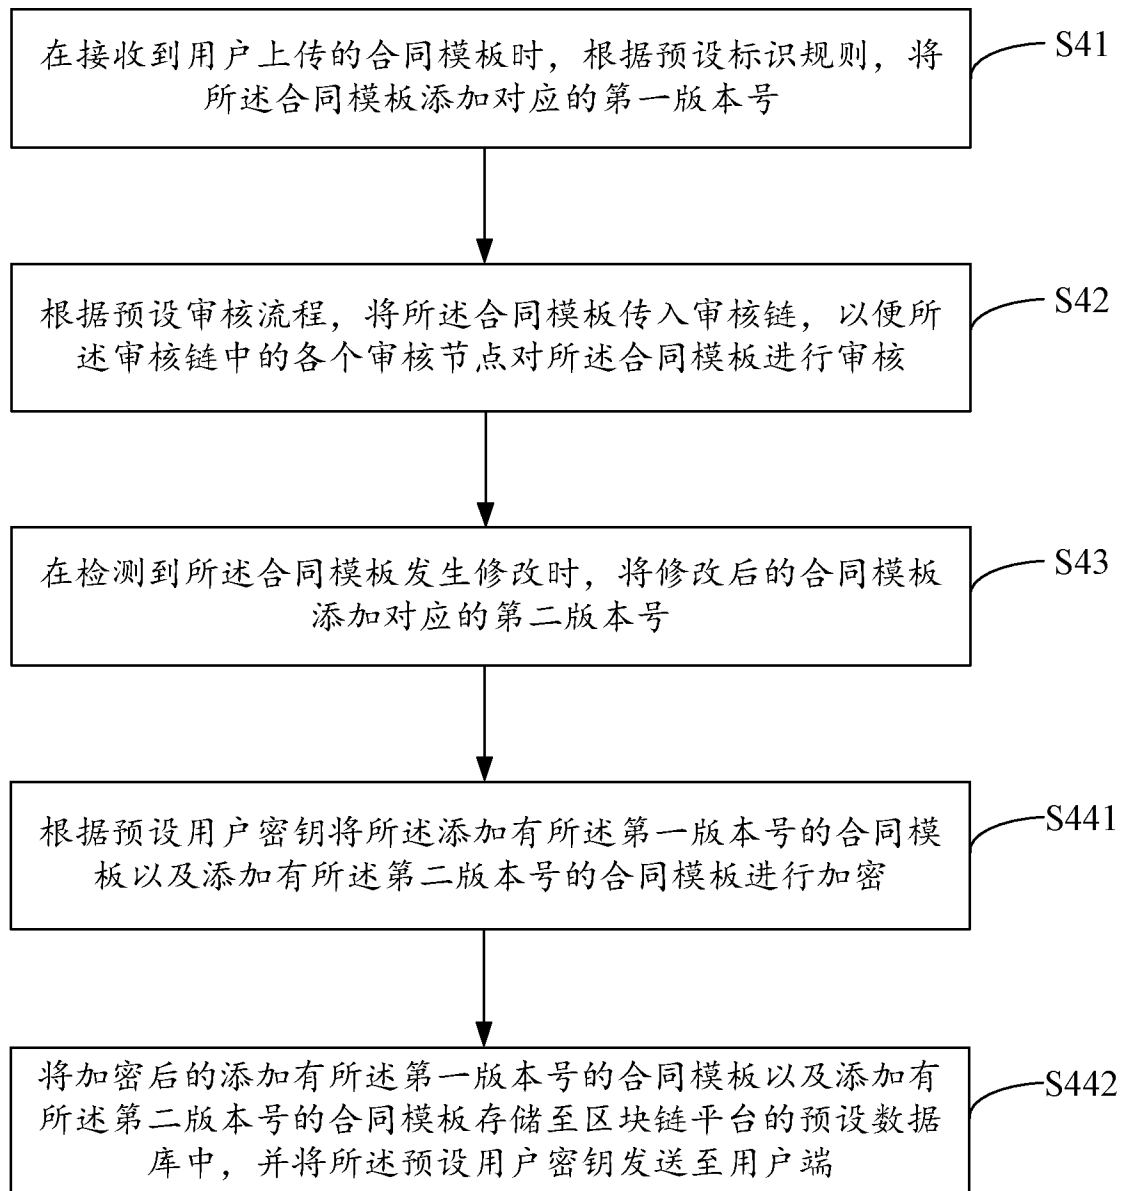 在接收到用户上传的合同模板时，根据预设标识规则，将
所述合同模板添加对应的第一版本号
S41
根据预设审核流程，将所述合同模板传入审核链，以便所
述审核链中的各个审核节点对所述合同模板进行审核
S42
在检测到所述合同模板发生修改时，将修改后的合同模板
添加对应的第二版本号
S43
根据预设用户密钥将所述添加有所述第一版本号的合同模
板以及添加有所述第二版本号的合同模板进行加密
S441
将加密后的添加有所述第一版本号的合同模板以及添加有
所述第二版本号的合同模板存储至区块链平台的预设数据
库中，并将所述预设用户密钥发送至用户端
S442